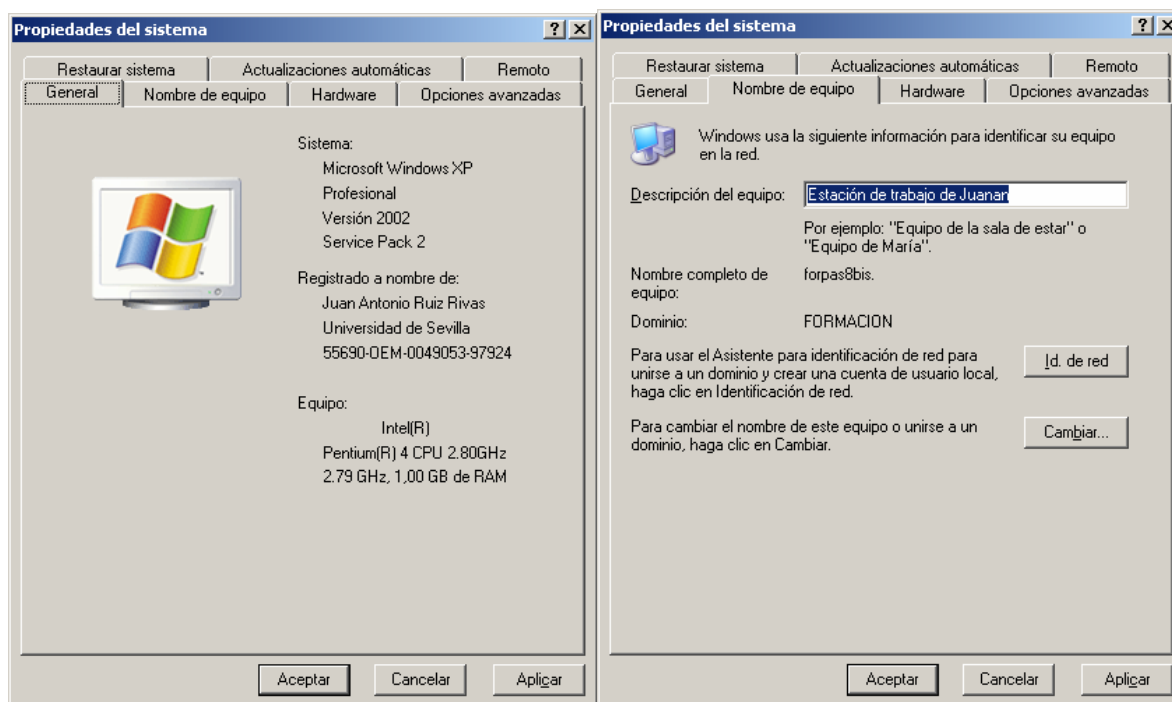 Propiedades del sistema
Restaurar sistema
Actualizaciones automáticas
Remoto
General
Nombre de equipo
Hardware
Opciones avanzadas
Sistema:
Microsoft Windows XP
Profesional
Versión 2002
Service Pack 2
Registrado a nombre de:
Juan Antonio Ruiz Rivas
Universidad de Sevilla
55690-OEM-0049053-97924
Equipo:
Intel(R)
Pentium(R) 4 CPU 2.80GHz
2.79 GHz, 1,00 GB de RAM
Aceptar
Cancelar
Aplicar
Propiedades del sistema
Restaurar sistema
Actualizaciones automáticas
Remoto
General
Nombre de equipo
Hardware
Opciones avanzadas
Windows usa la siguiente información para identificar su equipo
en la red.
Descripción del equipo:
Estación de trabajo de Juanan
Por ejemplo: "Equipo de la sala de estar" o
"Equipo de María".
Nombre completo de
equipo:
forpas8bis.
Dominio:
FORMACION
Para usar el Asistente para identificación de red para
unirse a un dominio y crear una cuenta de usuario local,
haga clic en Identificación de red.
Id. de red
Para cambiar el nombre de este equipo o unirse a un
dominio, haga clic en Cambiar.
Cambiar...
Aceptar
Cancelar
Aplicar